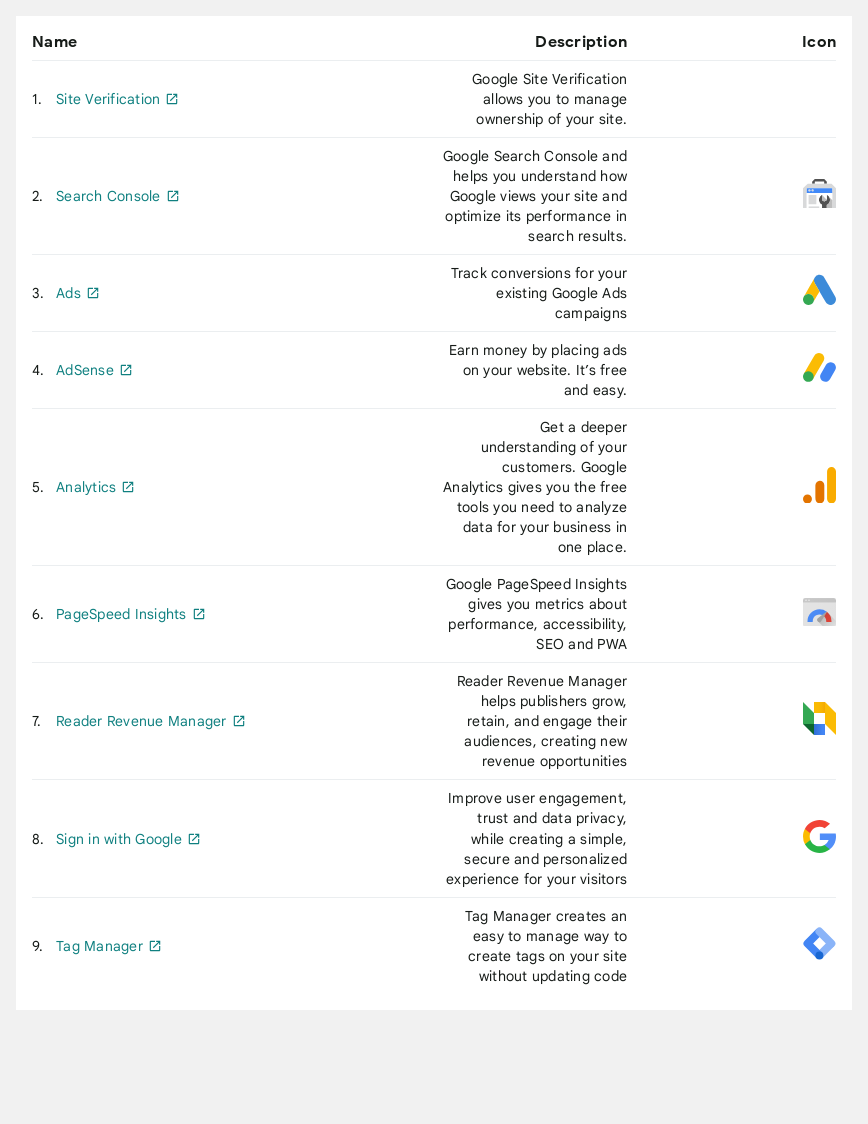 Name Description Icon
1. Site Verification
Google Site Verification
allows you to manage
ownership of your site.
2. Search Console
Google Search Console and
helps you understand how
Google views your site and
optimize its performance in
search results.
3. Ads
Track conversions for your
existing Google Ads
campaigns
4. AdSense
Earn money by placing ads
on your website. It’s free
and easy.
5. Analytics
Get a deeper
understanding of your
customers. Google
Analytics gives you the free
tools you need to analyze
data for your business in
one place.
6. PageSpeed Insights
Google PageSpeed Insights
gives you metrics about
performance, accessibility,
SEO and PWA
7. Reader Revenue Manager
Reader Revenue Manager
helps publishers grow,
retain, and engage their
audiences, creating new
revenue opportunities
8. Sign in with Google
Improve user engagement,
trust and data privacy,
while creating a simple,
secure and personalized
experience for your visitors
9. Tag Manager
Tag Manager creates an
easy to manage way to
create tags on your site
without updating code